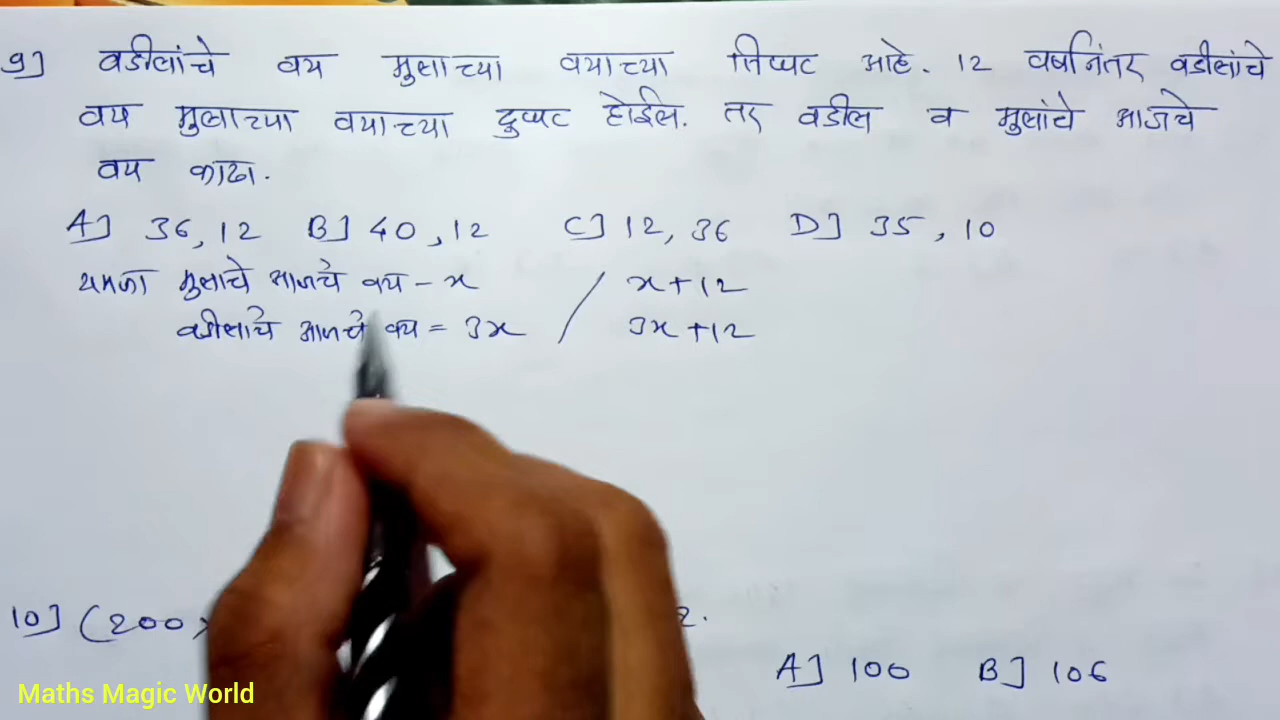 9] वडीलांचे वय मुलाच्या वयाच्या तिप्पट आहे. 12 वर्षानंतर वडीलांचे
वय मुलाच्या वयाच्या दुप्पट होईल. तर वडील व मुलांचे आजचे
वय काढा.
A] 36, 12 B] 40, 12 C] 12, 36 D] 35, 10
समजा मुलाचे आजचे वय - x / x+12
वडीलाचे आजचे वय = 3x / 3x+12
10] (200
2.
A] 100 B] 106
Maths Magic World